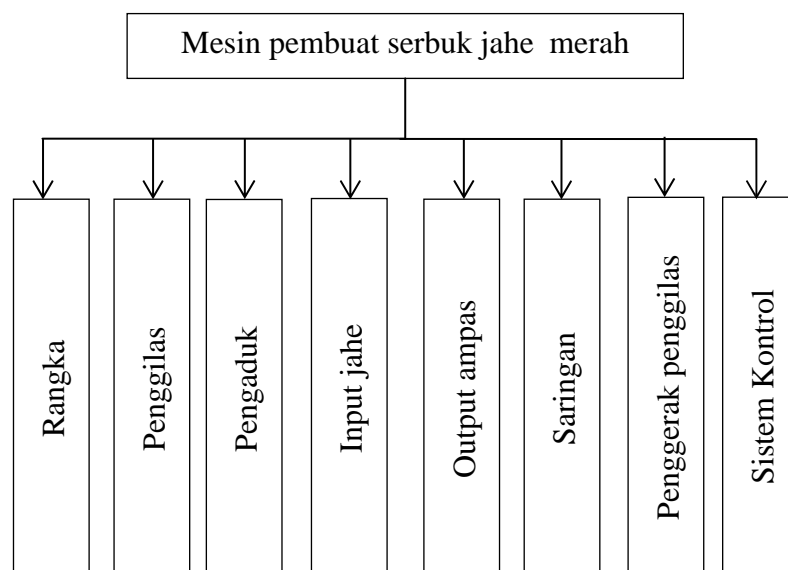 Mesin pembuat serbuk jahe merah
Rangka
Penggilas
Pengaduk
Input jahe
Output ampas
Saringan
Penggerak penggilas
Sistem Kontrol